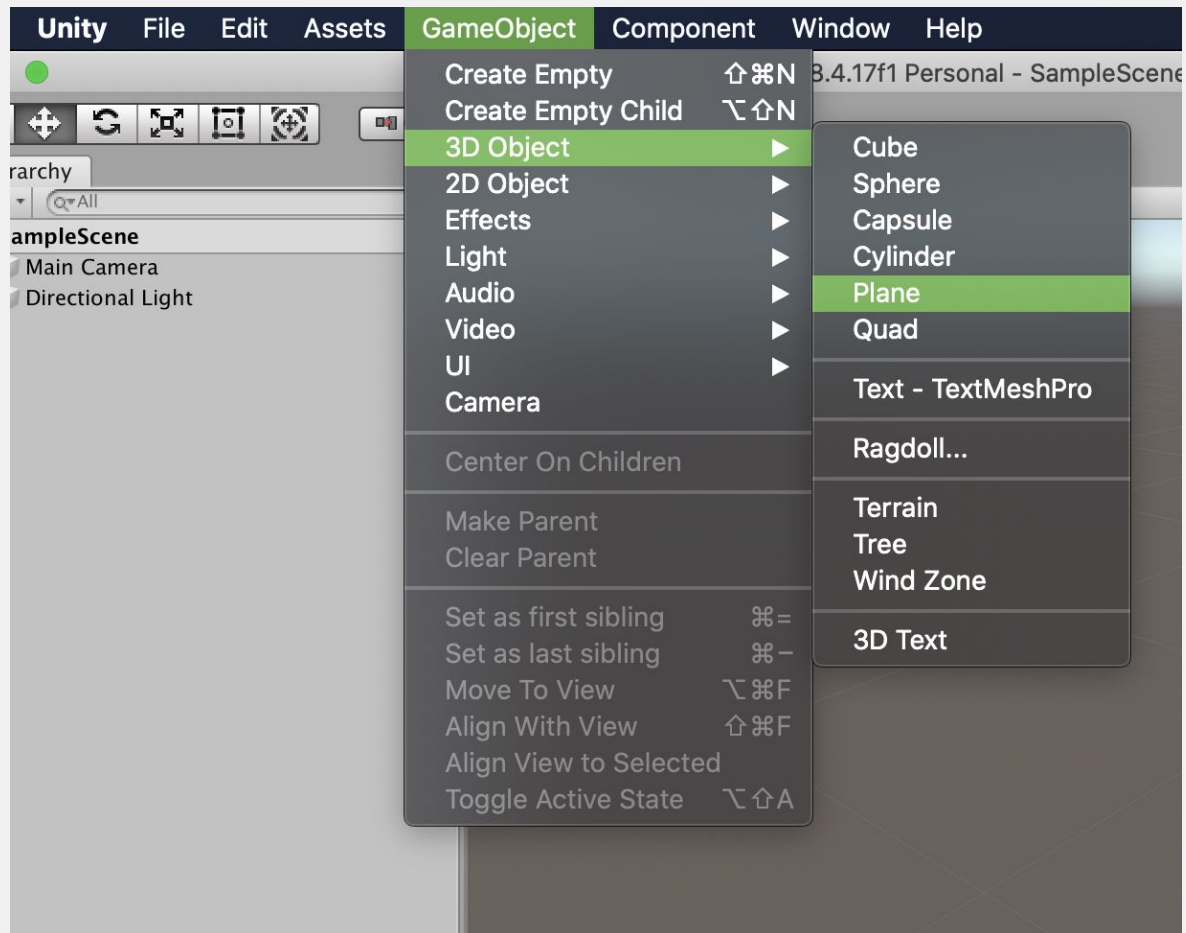 Unity File Edit Assets GameObject Component Window Help
8.4.17f1 Personal - SampleScene
rarchy
All
ampleScene
Main Camera
Directional Light
Create Empty ⇧⌘N
Create Empty Child ⌥⇧N
3D Object ▶
2D Object ▶
Effects ▶
Light ▶
Audio ▶
Video ▶
UI ▶
Camera
Center On Children
Make Parent
Clear Parent
Set as first sibling ⌘=
Set as last sibling ⌘−
Move To View ⌥⌘F
Align With View ⇧⌘F
Align View to Selected
Toggle Active State ⌥⇧A
Cube
Sphere
Capsule
Cylinder
Plane
Quad
Text - TextMeshPro
Ragdoll...
Terrain
Tree
Wind Zone
3D Text